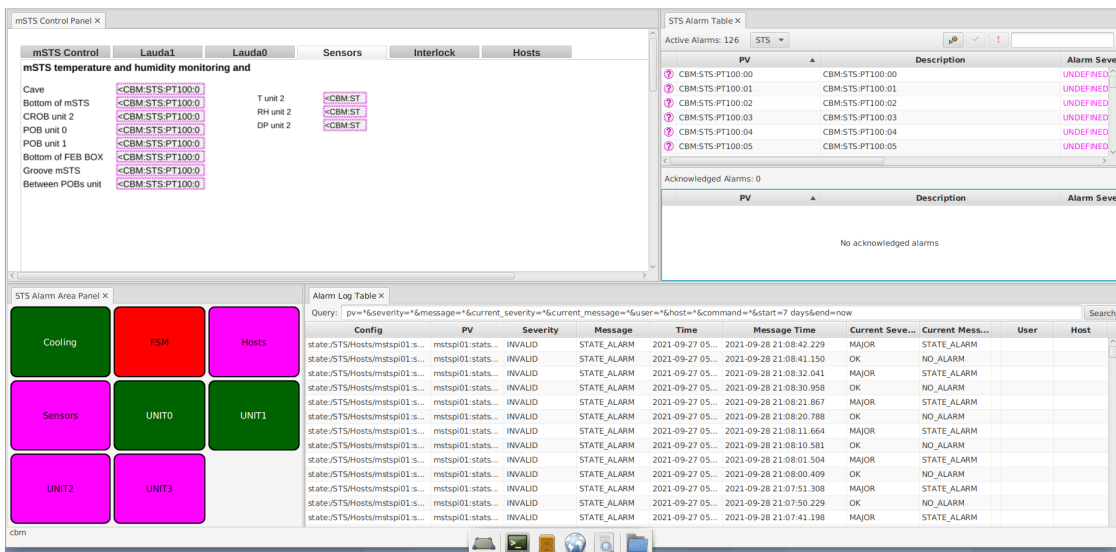 mSTS Control Panel ×
mSTS Control Lauda1 Lauda0 Sensors Interlock Hosts
mSTS temperature and humidity monitoring and
Cave <CBM:STS:PT100:0
Bottom of mSTS <CBM:STS:PT100:0
CROB unit 2 <CBM:STS:PT100:0
POB unit 0 <CBM:STS:PT100:0
POB unit 1 <CBM:STS:PT100:0
Bottom of FEB BOX <CBM:STS:PT100:0
Groove mSTS <CBM:STS:PT100:0
Between POBs unit <CBM:STS:PT100:0
T unit 2 <CBM:ST
RH unit 2 <CBM:ST
DP unit 2 <CBM:ST
STS Alarm Table ×
Active Alarms: 126 STS
PV Description Alarm Seve
CBM:STS:PT100:00 CBM:STS:PT100:00 UNDEFINED
CBM:STS:PT100:01 CBM:STS:PT100:01 UNDEFINED
CBM:STS:PT100:02 CBM:STS:PT100:02 UNDEFINED
CBM:STS:PT100:03 CBM:STS:PT100:03 UNDEFINED
CBM:STS:PT100:04 CBM:STS:PT100:04 UNDEFINED
CBM:STS:PT100:05 CBM:STS:PT100:05 UNDEFINED
Acknowledged Alarms: 0
PV Description Alarm Seve
No acknowledged alarms
STS Alarm Area Panel ×
Cooling FSM Hosts
Sensors UNIT0 UNIT1
UNIT2 UNIT3
Alarm Log Table ×
Query: pv=*&severity=*&message=*&current_severity=*&current_message=*&user=*&host=*&command=*&start=7 days&end=now Search
Config PV Severity Message Time Message Time Current Seve... Current Mess... User Host
state:/STS/Hosts/mstspi01:s... mstspi01:stats... INVALID STATE_ALARM 2021-09-27 05... 2021-09-28 21:08:42.229 MAJOR STATE_ALARM
state:/STS/Hosts/mstspi01:s... mstspi01:stats... INVALID STATE_ALARM 2021-09-27 05... 2021-09-28 21:08:41.150 OK NO_ALARM
state:/STS/Hosts/mstspi01:s... mstspi01:stats... INVALID STATE_ALARM 2021-09-27 05... 2021-09-28 21:08:32.041 MAJOR STATE_ALARM
state:/STS/Hosts/mstspi01:s... mstspi01:stats... INVALID STATE_ALARM 2021-09-27 05... 2021-09-28 21:08:30.958 OK NO_ALARM
state:/STS/Hosts/mstspi01:s... mstspi01:stats... INVALID STATE_ALARM 2021-09-27 05... 2021-09-28 21:08:21.867 MAJOR STATE_ALARM
state:/STS/Hosts/mstspi01:s... mstspi01:stats... INVALID STATE_ALARM 2021-09-27 05... 2021-09-28 21:08:20.788 OK NO_ALARM
state:/STS/Hosts/mstspi01:s... mstspi01:stats... INVALID STATE_ALARM 2021-09-27 05... 2021-09-28 21:08:11.664 MAJOR STATE_ALARM
state:/STS/Hosts/mstspi01:s... mstspi01:stats... INVALID STATE_ALARM 2021-09-27 05... 2021-09-28 21:08:10.581 OK NO_ALARM
state:/STS/Hosts/mstspi01:s... mstspi01:stats... INVALID STATE_ALARM 2021-09-27 05... 2021-09-28 21:08:01.504 MAJOR STATE_ALARM
state:/STS/Hosts/mstspi01:s... mstspi01:stats... INVALID STATE_ALARM 2021-09-27 05... 2021-09-28 21:08:00.409 OK NO_ALARM
state:/STS/Hosts/mstspi01:s... mstspi01:stats... INVALID STATE_ALARM 2021-09-27 05... 2021-09-28 21:07:51.308 MAJOR STATE_ALARM
state:/STS/Hosts/mstspi01:s... mstspi01:stats... INVALID STATE_ALARM 2021-09-27 05... 2021-09-28 21:07:50.229 OK NO_ALARM
state:/STS/Hosts/mstspi01:s... mstspi01:stats... INVALID STATE_ALARM 2021-09-27 05... 2021-09-28 21:07:41.198 MAJOR STATE_ALARM
cbm